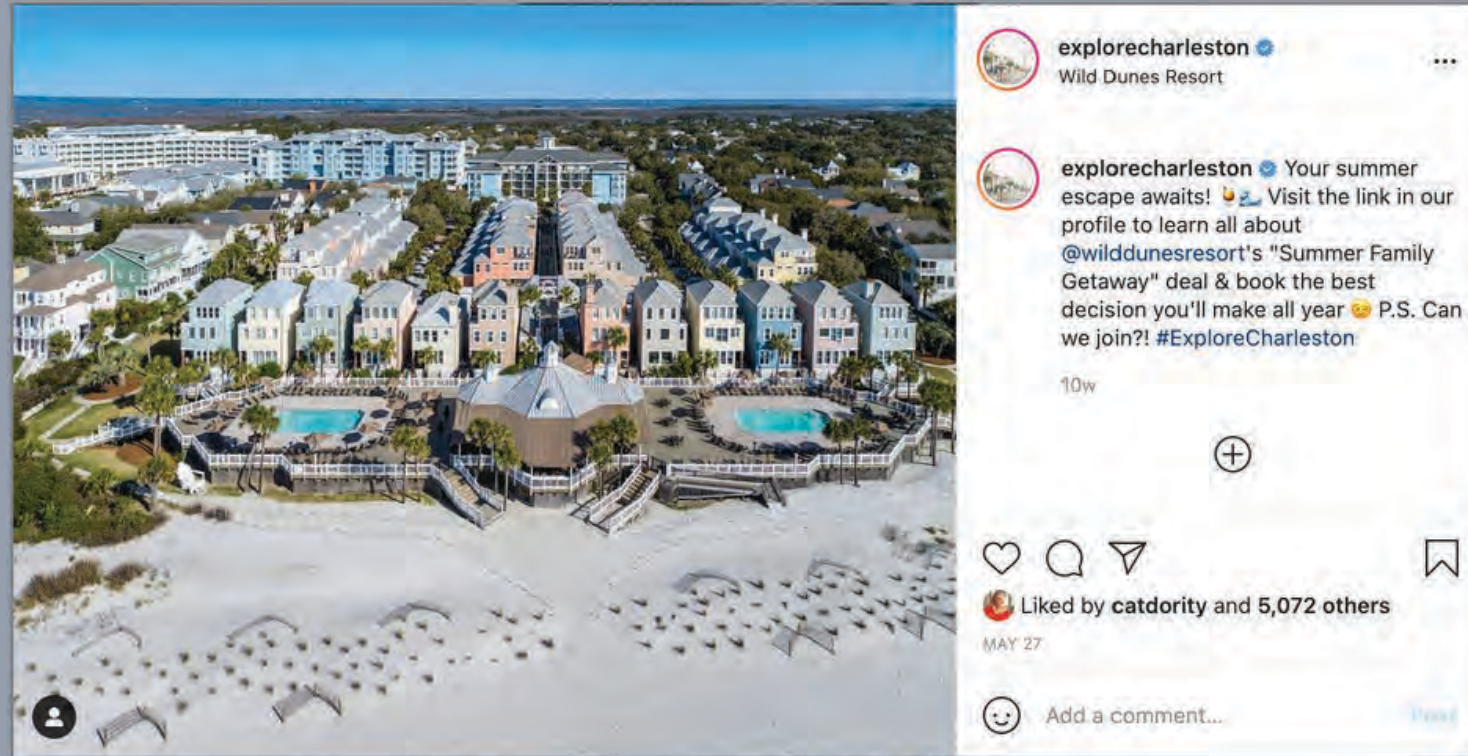 explorecharleston
Wild Dunes Resort
explorecharleston Your summer
escape awaits! Visit the link in our
profile to learn all about
@wilddunesresort's "Summer Family
Getaway" deal & book the best
decision you'll make all year P.S. Can
we join?! #ExploreCharleston
10w
Liked by catdority and 5,072 others
MAY 27
Add a comment...
Post